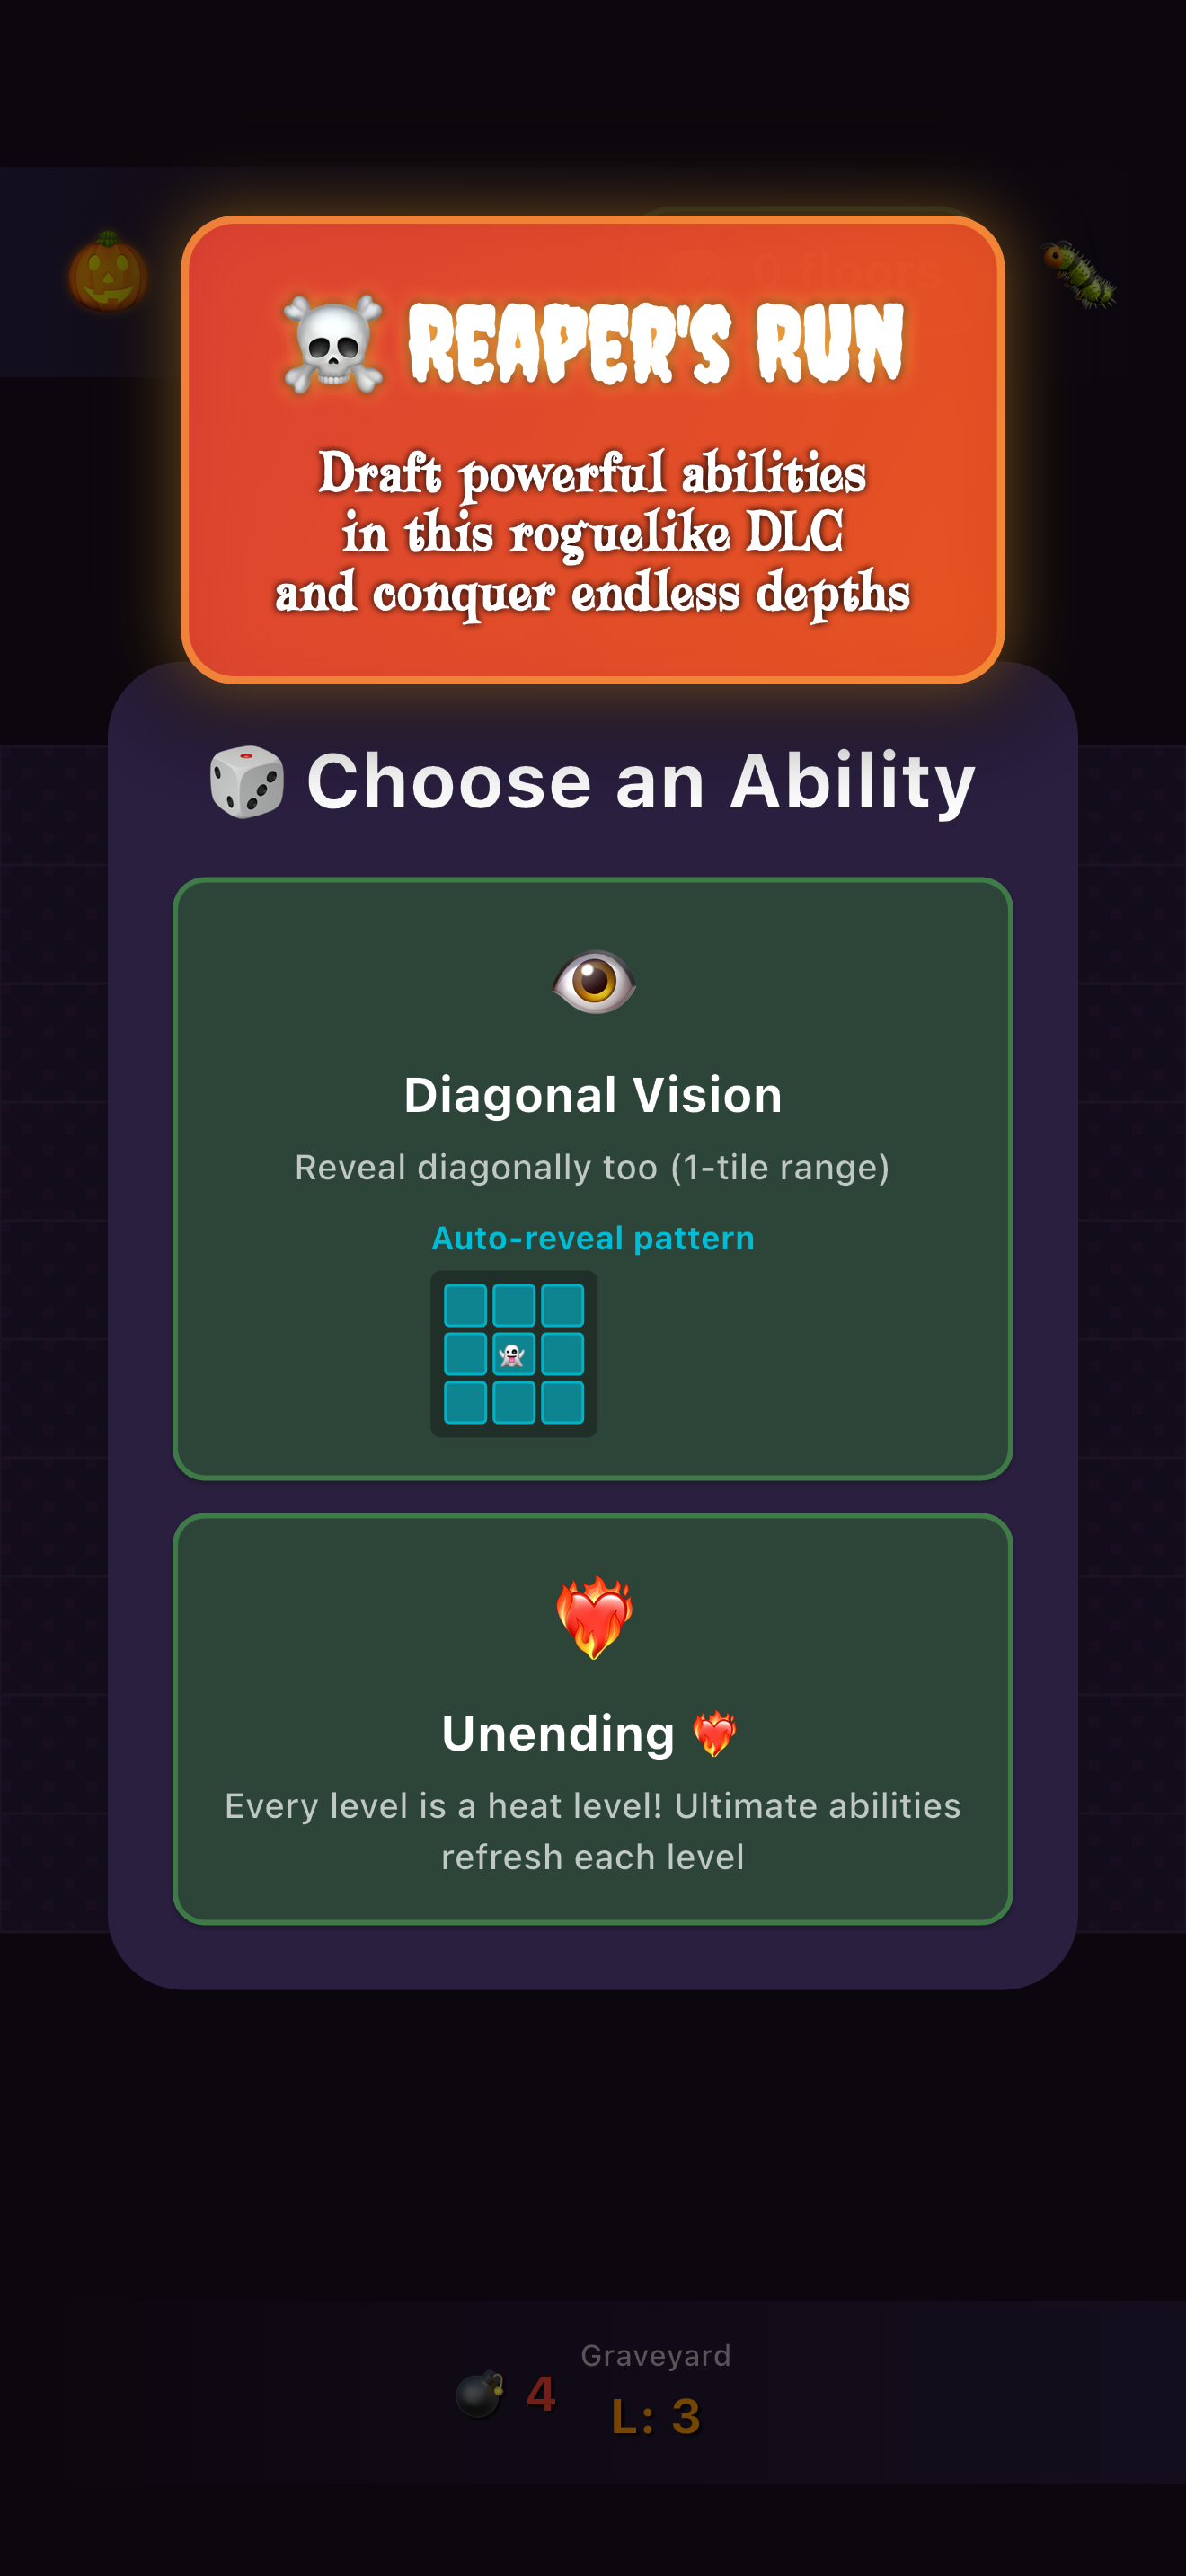 0 floors
REAPER'S RUN
Draft powerful abilities
in this roguelike DLC
and conquer endless depths
Choose an Ability
Diagonal Vision
Reveal diagonally too (1-tile range)
Auto-reveal pattern
Unending
Every level is a heat level! Ultimate abilities
refresh each level
Graveyard
4
L: 3